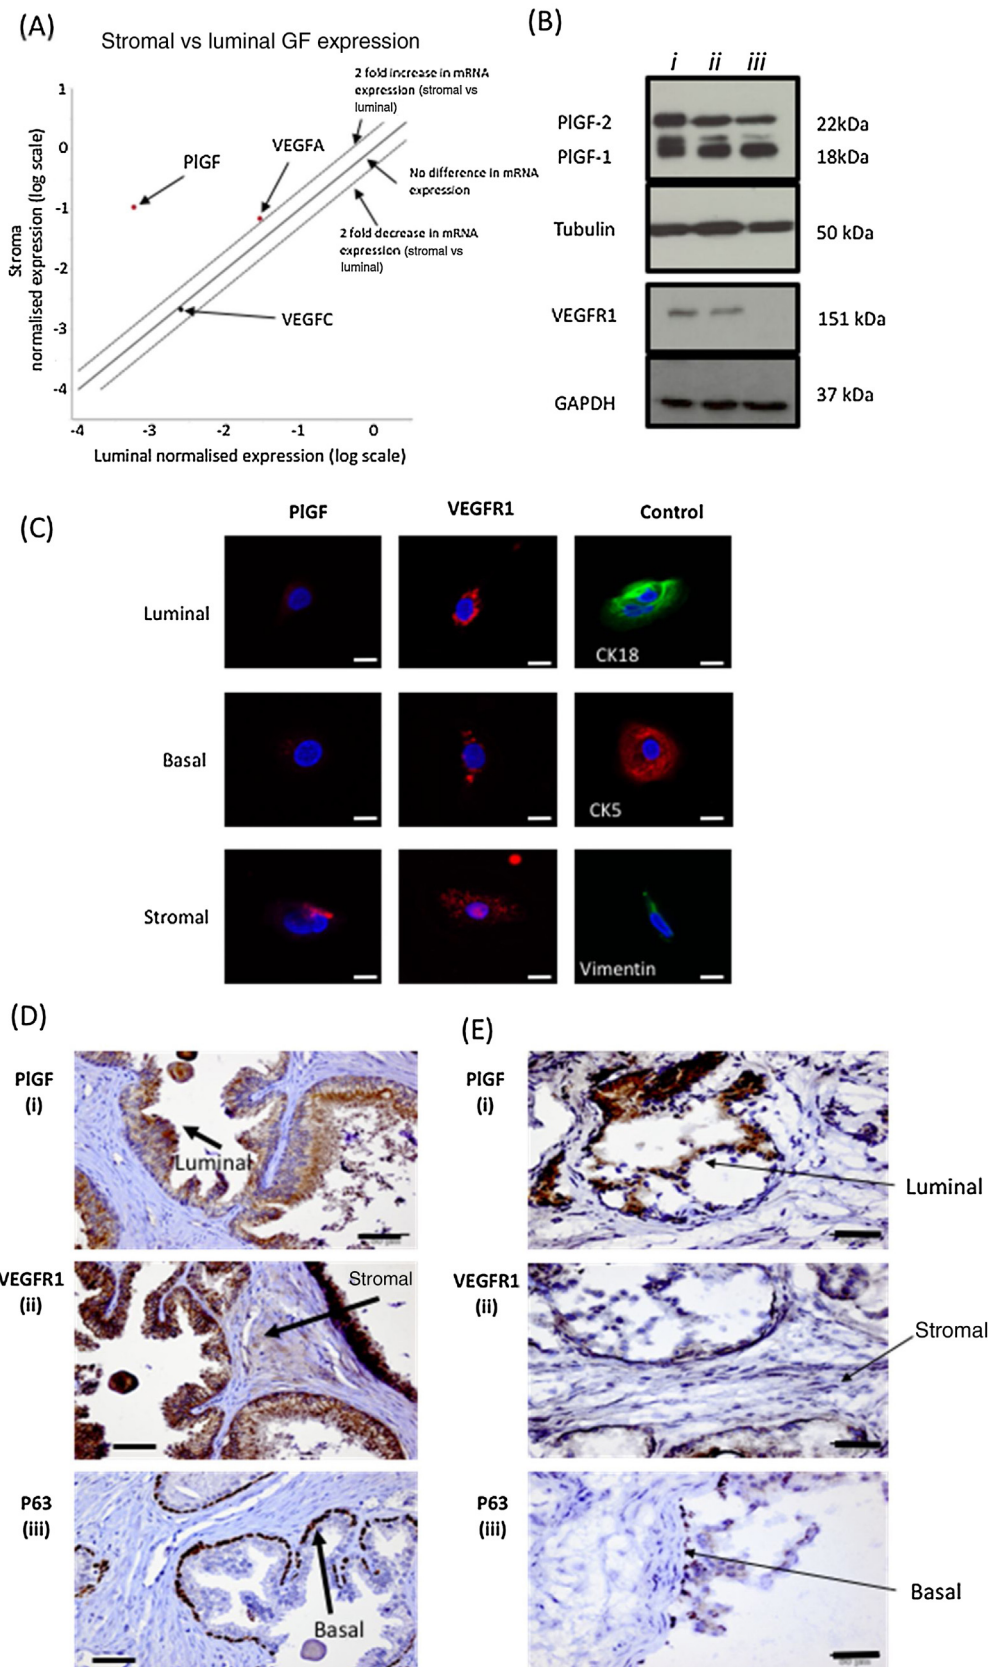 (A)
Stromal vs luminal GF expression
2 fold increase in mRNA
expression (stromal vs
luminal)
PlGF
VEGFA
No difference in mRNA
expression
2 fold decrease in mRNA
expression (stromal vs
luminal)
VEGFC
Stroma
normalised expression (log scale)
1
0
-1
-2
-3
-4
-4 -3 -2 -1 0
Luminal normalised expression (log scale)
(B)
i ii iii
PlGF-2 22kDa
PlGF-1 18kDa
Tubulin 50 kDa
VEGFR1 151 kDa
GAPDH 37 kDa
(C)
PlGF VEGFR1 Control
Luminal
CK18
Basal
CK5
Stromal
Vimentin
(D)
PlGF
(i)
Luminal
VEGFR1
(ii)
Stromal
P63
(iii)
Basal
(E)
PlGF
(i)
Luminal
VEGFR1
(ii)
Stromal
P63
(iii)
Basal